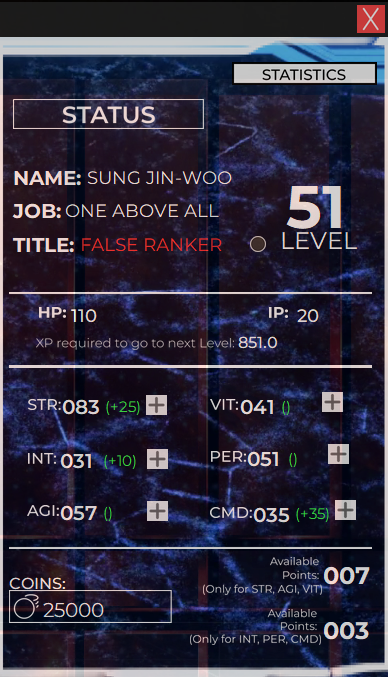 X
STATISTICS
STATUS
NAME: SUNG JIN-WOO
JOB: ONE ABOVE ALL
TITLE: FALSE RANKER
51
LEVEL
HP: 110 IP: 20
XP required to go to next Level: 851.0
STR: 083 (+25) + VIT: 041 () +
INT: 031 (+10) + PER: 051 () +
AGI: 057 () + CMD: 035 (+35) +
Available
Points: 007
(Only for STR, AGI, VIT)
COINS:
25000
Available
Points: 003
(Only for INT, PER, CMD)